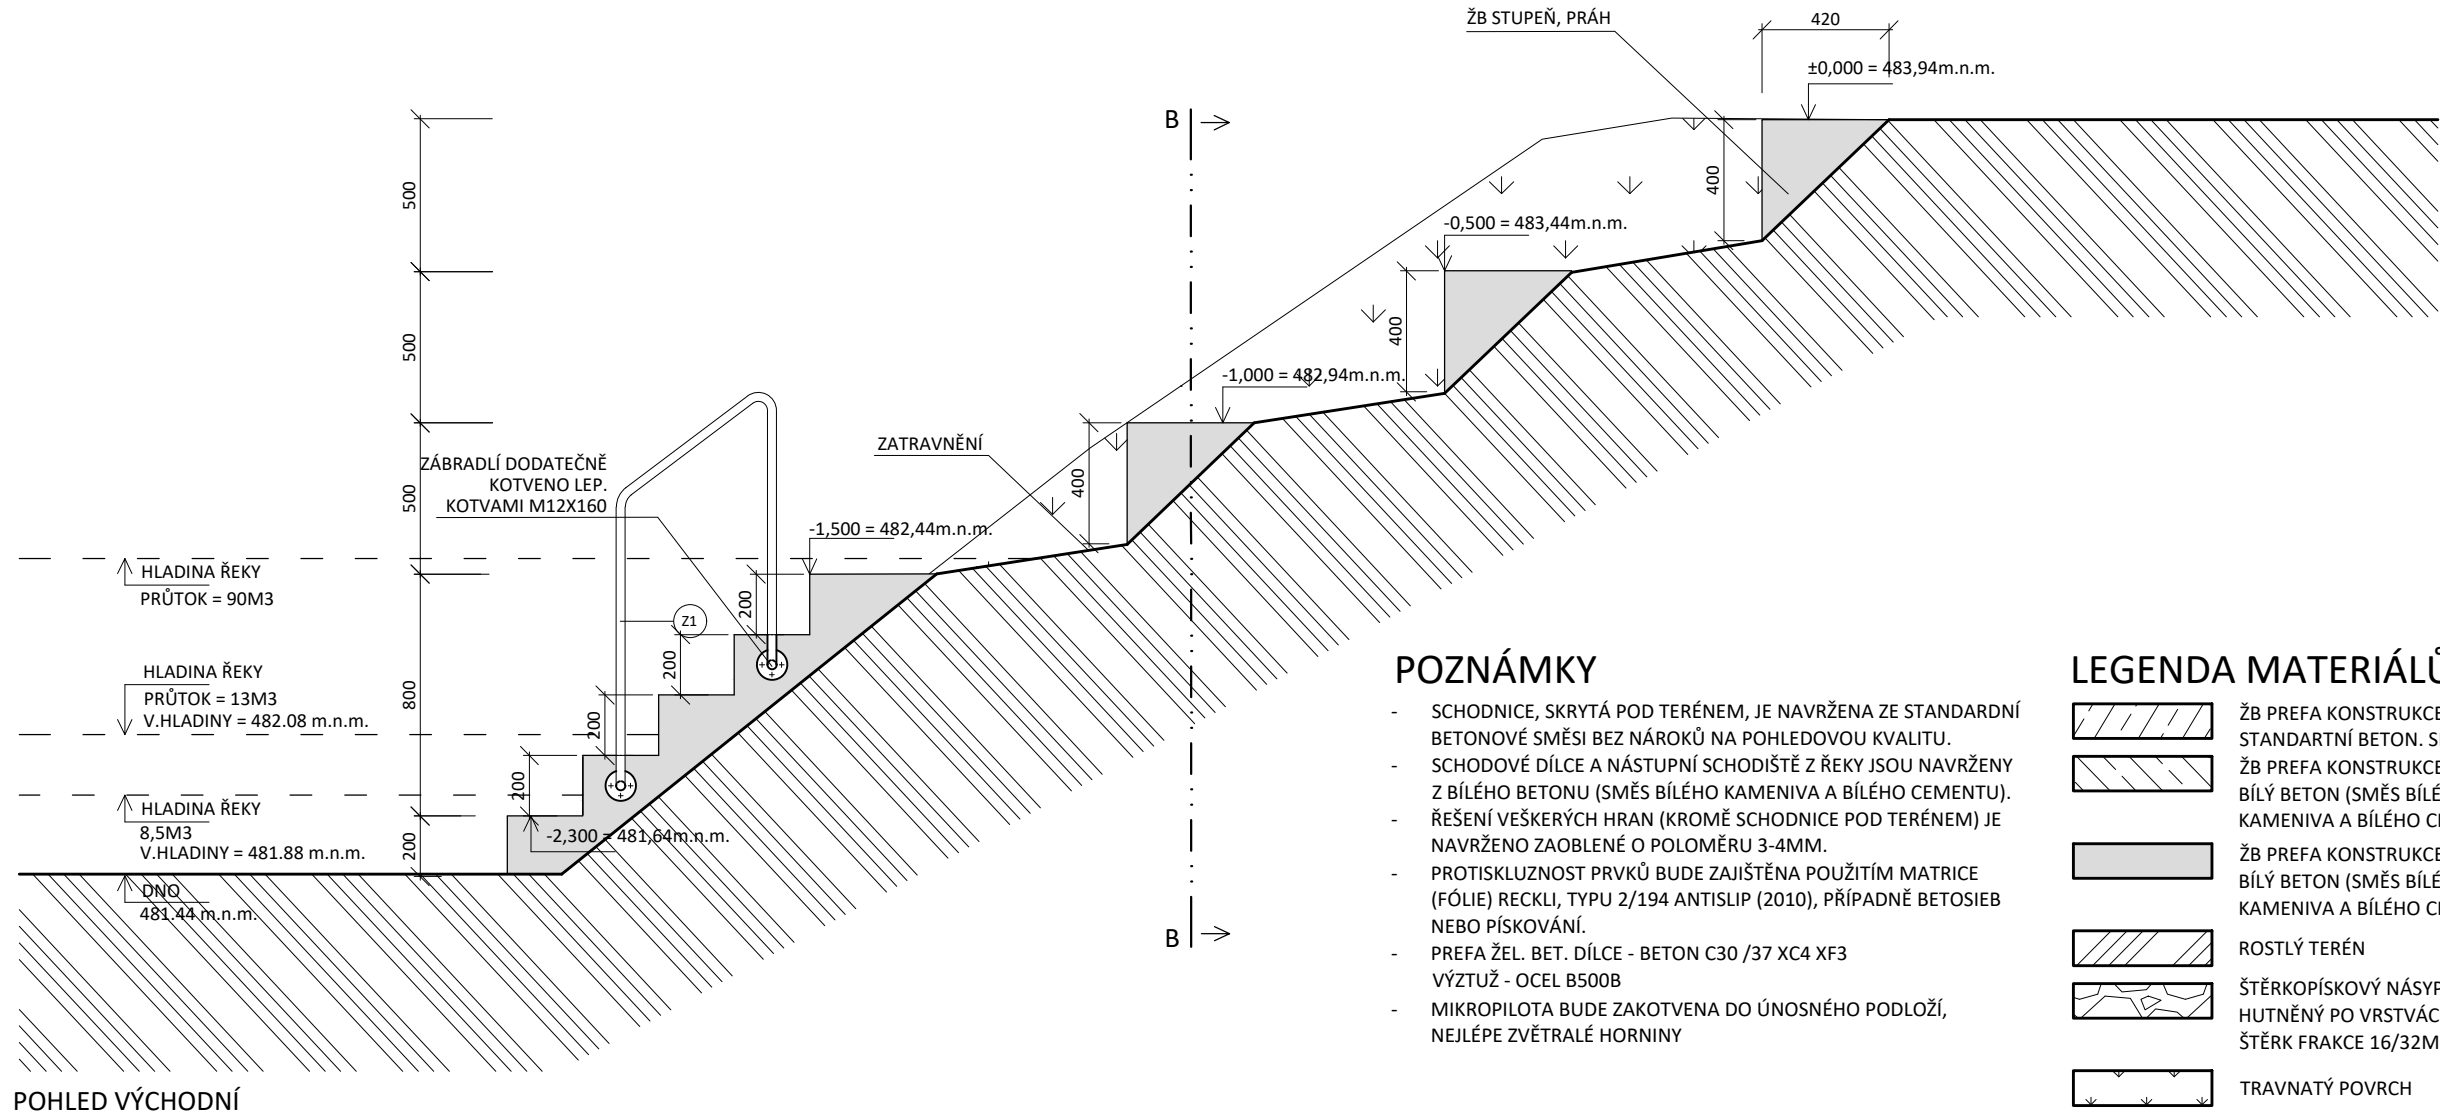 ŽB STUPEŇ, PRÁH
420
±0,000 = 483,94m.n.m.
B
500
400
-0,500 = 483,44m.n.m.
500
400
-1,000 = 482,94m.n.m.
ZATRAVNĚNÍ
ZÁBRADLÍ DODATEČNĚ
KOTVENO LEP.
KOTVAMI M12X160
500
400
-1,500 = 482,44m.n.m.
HLADINA ŘEKY
PRŮTOK = 90M3
200
Z1
200
HLADINA ŘEKY
PRŮTOK = 13M3
V.HLADINY = 482.08 m.n.m.
800
200
200
HLADINA ŘEKY
8,5M3
V.HLADINY = 481.88 m.n.m.
200
-2,300 = 481,64m.n.m.
DNO
481.44 m.n.m.
B
POHLED VÝCHODNÍ
POZNÁMKY
- SCHODNICE, SKRYTÁ POD TERÉNEM, JE NAVRŽENA ZE STANDARDNÍ
BETONOVÉ SMĚSI BEZ NÁROKŮ NA POHLEDOVOU KVALITU.
- SCHODOVÉ DÍLCE A NÁSTUPNÍ SCHODIŠTĚ Z ŘEKY JSOU NAVRŽENY
Z BÍLÉHO BETONU (SMĚS BÍLÉHO KAMENIVA A BÍLÉHO CEMENTU).
- ŘEŠENÍ VEŠKERÝCH HRAN (KROMĚ SCHODNICE POD TERÉNEM) JE
NAVRŽENO ZAOBLENÉ O POLOMĚRU 3-4MM.
- PROTISKLUZNOST PRVKŮ BUDE ZAJIŠTĚNA POUŽITÍM MATRICE
(FÓLIE) RECKLI, TYPU 2/194 ANTISLIP (2010), PŘÍPADNĚ BETOSIEB
NEBO PÍSKOVÁNÍ.
- PREFA ŽEL. BET. DÍLCE - BETON C30 /37 XC4 XF3
VÝZTUŽ - OCEL B500B
- MIKROPILOTA BUDE ZAKOTVENA DO ÚNOSNÉHO PODLOŽÍ,
NEJLÉPE ZVĚTRALÉ HORNINY
LEGENDA MATERIÁLŮ
ŽB PREFA KONSTRUKCE
STANDARTNÍ BETON.
ŽB PREFA KONSTRUKCE
BÍLÝ BETON (SMĚS BÍLÉ
KAMENIVA A BÍLÉHO
ŽB PREFA KONSTRUKCE
BÍLÝ BETON (SMĚS BÍLÉ
KAMENIVA A BÍLÉHO
ROSTLÝ TERÉN
ŠTĚRKOPÍSKOVÝ NÁSYP
HUTNĚNÝ PO VRSTVÁC
ŠTĚRK FRAKCE 16/32M
TRAVNATÝ POVRCH